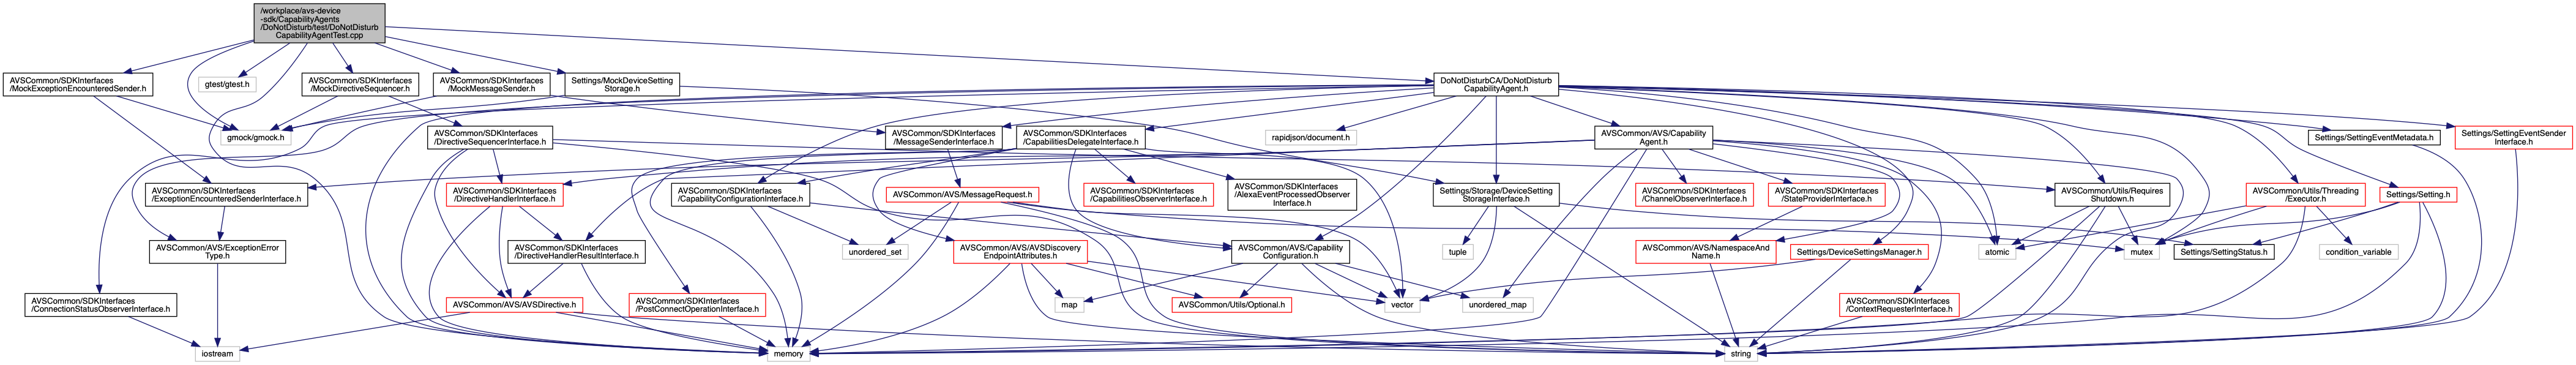 /workplace/avs-device
-sdk/CapabilityAgents
/DoNotDisturb/test/DoNotDisturb
CapabilityAgentTest.cpp
AVSCommon/SDKInterfaces
/MockExceptionEncounteredSender.h
gtest/gtest.h
AVSCommon/SDKInterfaces
/MockDirectiveSequencer.h
AVSCommon/SDKInterfaces
/MockMessageSender.h
Settings/MockDeviceSetting
Storage.h
DoNotDisturbCA/DoNotDisturb
CapabilityAgent.h
gmock/gmock.h
AVSCommon/SDKInterfaces
/DirectiveSequencerInterface.h
AVSCommon/SDKInterfaces
/MessageSenderInterface.h
AVSCommon/SDKInterfaces
/CapabilitiesDelegateInterface.h
rapidjson/document.h
AVSCommon/AVS/Capability
Agent.h
Settings/SettingEventMetadata.h
Settings/SettingEventSender
Interface.h
AVSCommon/SDKInterfaces
/ExceptionEncounteredSenderInterface.h
AVSCommon/SDKInterfaces
/DirectiveHandlerInterface.h
AVSCommon/SDKInterfaces
/CapabilityConfigurationInterface.h
AVSCommon/AVS/MessageRequest.h
AVSCommon/SDKInterfaces
/CapabilitiesObserverInterface.h
AVSCommon/SDKInterfaces
/AlexaEventProcessedObserver
Interface.h
Settings/Storage/DeviceSetting
StorageInterface.h
AVSCommon/SDKInterfaces
/ChannelObserverInterface.h
AVSCommon/SDKInterfaces
/StateProviderInterface.h
AVSCommon/Utils/Requires
Shutdown.h
AVSCommon/Utils/Threading
/Executor.h
Settings/Setting.h
AVSCommon/AVS/ExceptionError
Type.h
AVSCommon/SDKInterfaces
/DirectiveHandlerResultInterface.h
unordered_set
AVSCommon/AVS/AVSDiscovery
EndpointAttributes.h
AVSCommon/AVS/Capability
Configuration.h
tuple
AVSCommon/AVS/NamespaceAnd
Name.h
Settings/DeviceSettingsManager.h
atomic
mutex
Settings/SettingStatus.h
condition_variable
AVSCommon/SDKInterfaces
/ConnectionStatusObserverInterface.h
AVSCommon/AVS/AVSDirective.h
AVSCommon/SDKInterfaces
/PostConnectOperationInterface.h
map
AVSCommon/Utils/Optional.h
vector
unordered_map
AVSCommon/SDKInterfaces
/ContextRequesterInterface.h
iostream
memory
string